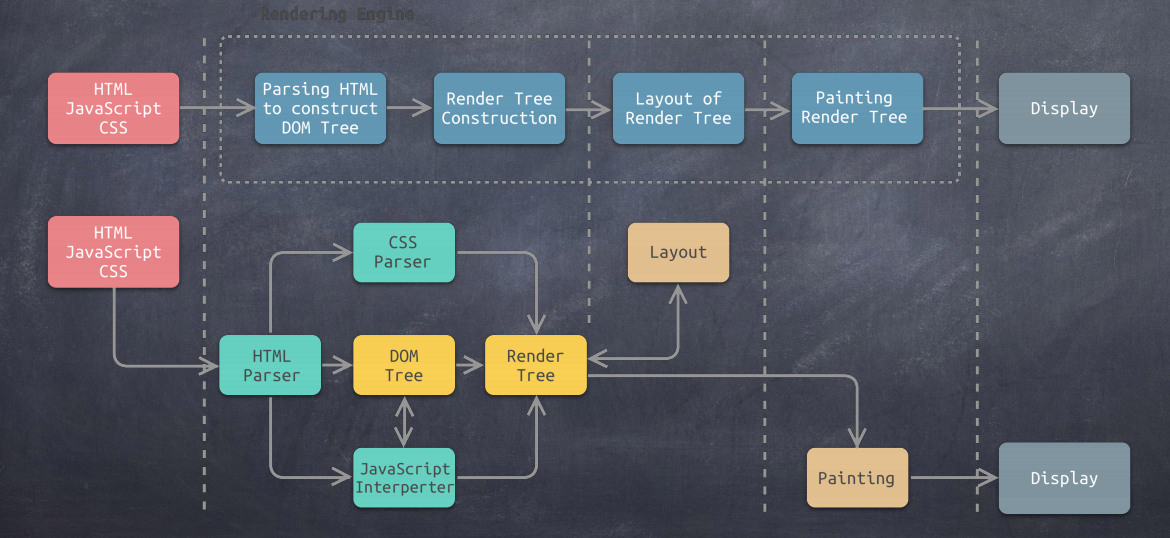 Rendering Engine
HTML
JavaScript
CSS
Parsing HTML
to construct
DOM Tree
Render Tree
Construction
Layout of
Render Tree
Painting
Render Tree
Display
HTML
JavaScript
CSS
CSS
Parser
Layout
HTML
Parser
DOM
Tree
Render
Tree
JavaScript
Interperter
Painting
Display